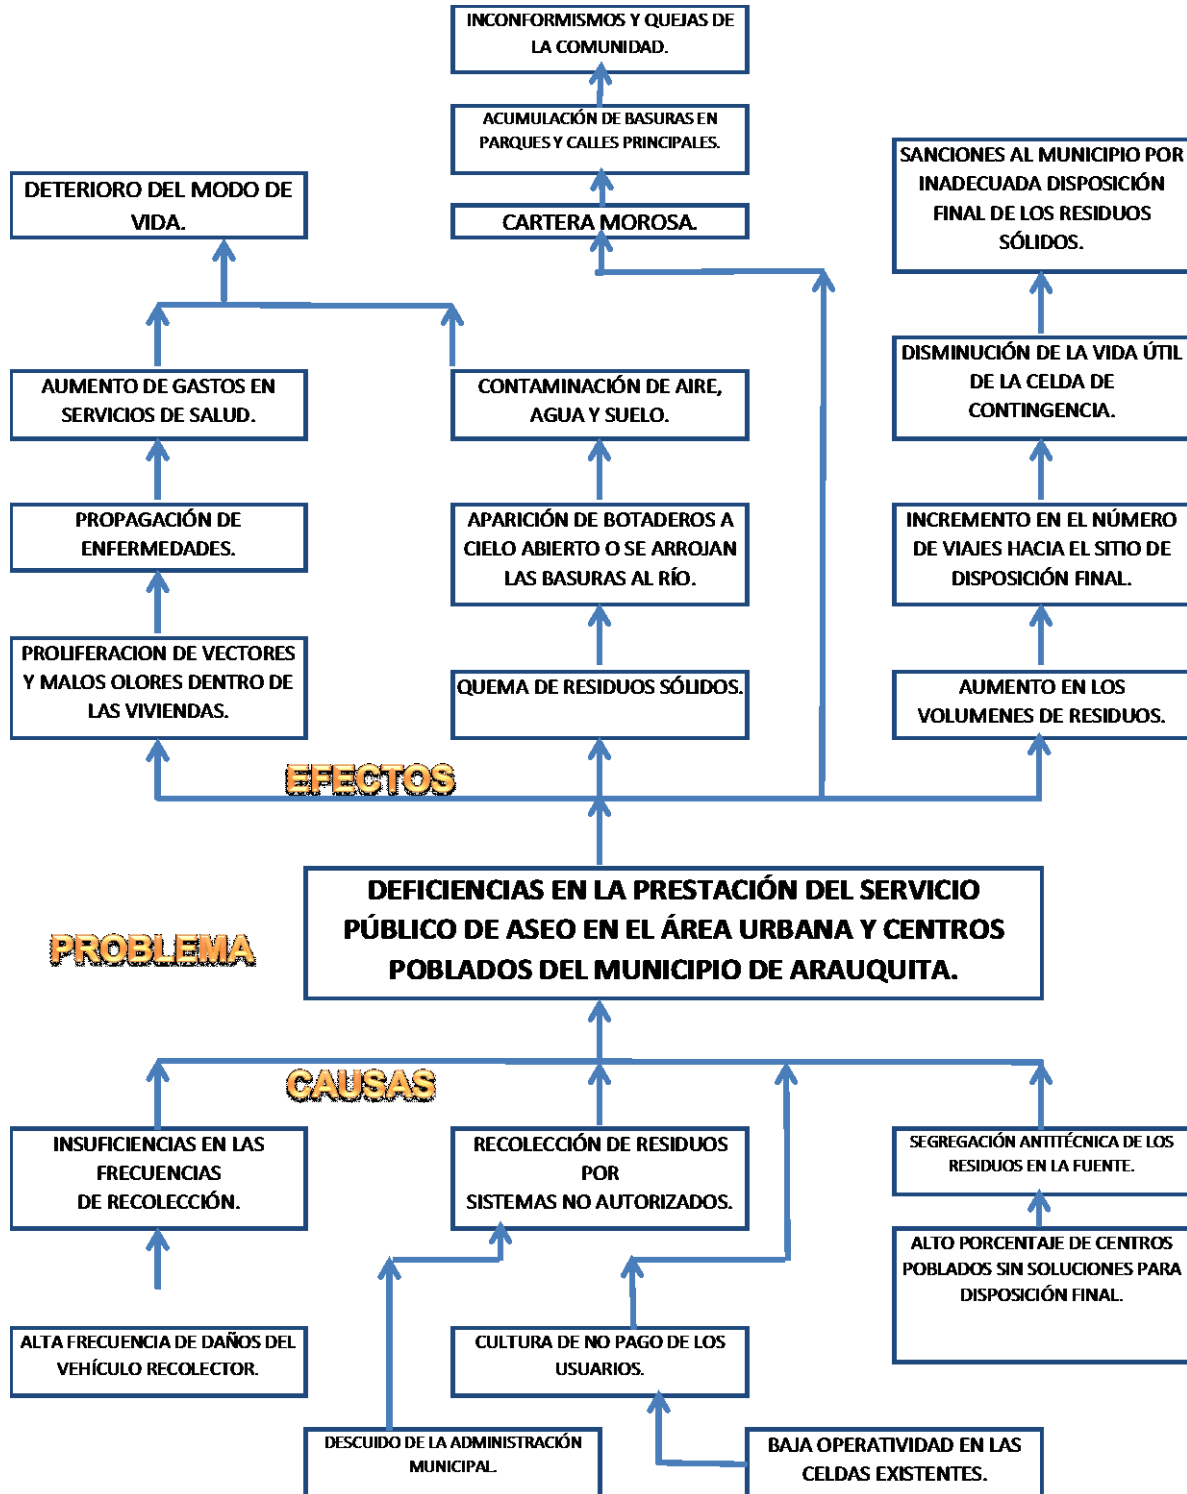 INCONFORMISMOS Y QUEJAS DE
LA COMUNIDAD.
ACUMULACIÓN DE BASURAS EN
PARQUES Y CALLES PRINCIPALES.
CARTERA MOROSA.
DETERIORO DEL MODO DE
VIDA.
SANCIONES AL MUNICIPIO POR
INADECUADA DISPOSICIÓN
FINAL DE LOS RESIDUOS
SÓLIDOS.
AUMENTO DE GASTOS EN
SERVICIOS DE SALUD.
CONTAMINACIÓN DE AIRE,
AGUA Y SUELO.
DISMINUCIÓN DE LA VIDA ÚTIL
DE LA CELDA DE
CONTINGENCIA.
PROPAGACIÓN DE
ENFERMEDADES.
APARICIÓN DE BOTADEROS A
CIELO ABIERTO O SE ARROJAN
LAS BASURAS AL RÍO.
INCREMENTO EN EL NÚMERO
DE VIAJES HACIA EL SITIO DE
DISPOSICIÓN FINAL.
PROLIFERACION DE VECTORES
Y MALOS OLORES DENTRO DE
LAS VIVIENDAS.
QUEMA DE RESIDUOS SÓLIDOS.
AUMENTO EN LOS
VOLUMENES DE RESIDUOS.
EFECTOS
DEFICIENCIAS EN LA PRESTACIÓN DEL SERVICIO
PÚBLICO DE ASEO EN EL ÁREA URBANA Y CENTROS
POBLADOS DEL MUNICIPIO DE ARAUQUITA.
PROBLEMA
CAUSAS
INSUFICIENCIAS EN LAS
FRECUENCIAS
DE RECOLECCIÓN.
RECOLECCIÓN DE RESIDUOS
POR
SISTEMAS NO AUTORIZADOS.
SEGREGACIÓN ANTITÉCNICA DE LOS
RESIDUOS EN LA FUENTE.
ALTO PORCENTAJE DE CENTROS
POBLADOS SIN SOLUCIONES PARA
DISPOSICIÓN FINAL.
ALTA FRECUENCIA DE DAÑOS DEL
VEHÍCULO RECOLECTOR.
CULTURA DE NO PAGO DE LOS
USUARIOS.
DESCUIDO DE LA ADMINISTRACIÓN
MUNICIPAL.
BAJA OPERATIVIDAD EN LAS
CELDAS EXISTENTES.